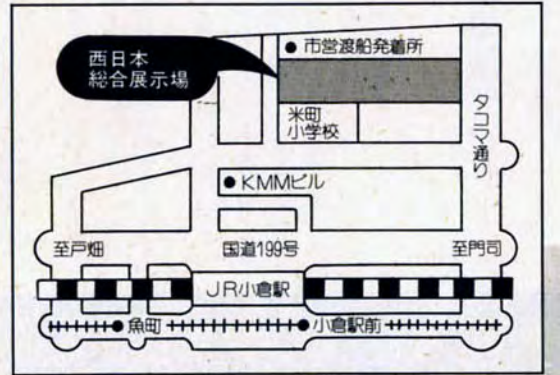 西日本
総合展示場
市営渡船発着所
米町
小学校
タコマ通り
KMMビル
至戸畑
国道199号
至門司
JR小倉駅
魚町
小倉駅前